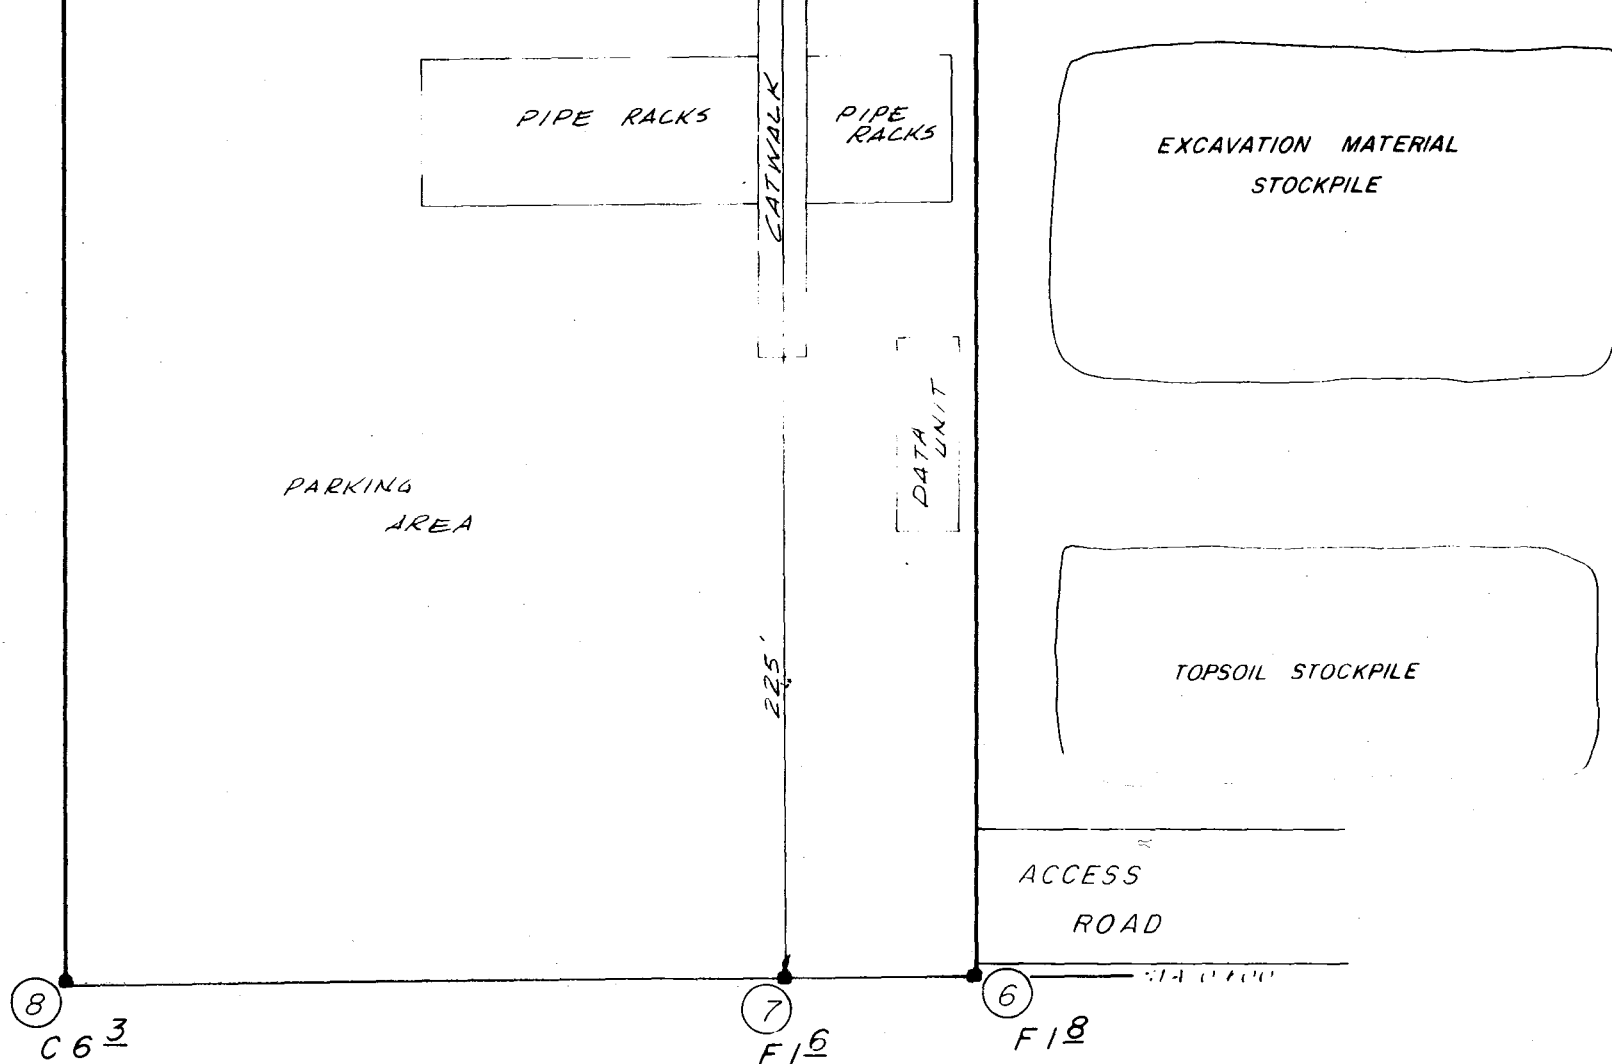 PIPE RACKS
CATWALK
PIPE
RACKS
EXCAVATION MATERIAL
STOCKPILE
DATA
UNIT
PARKING
AREA
225'
TOPSOIL STOCKPILE
ACCESS
ROAD
8
C 6 3
7
F 1 6
6
F 1 8